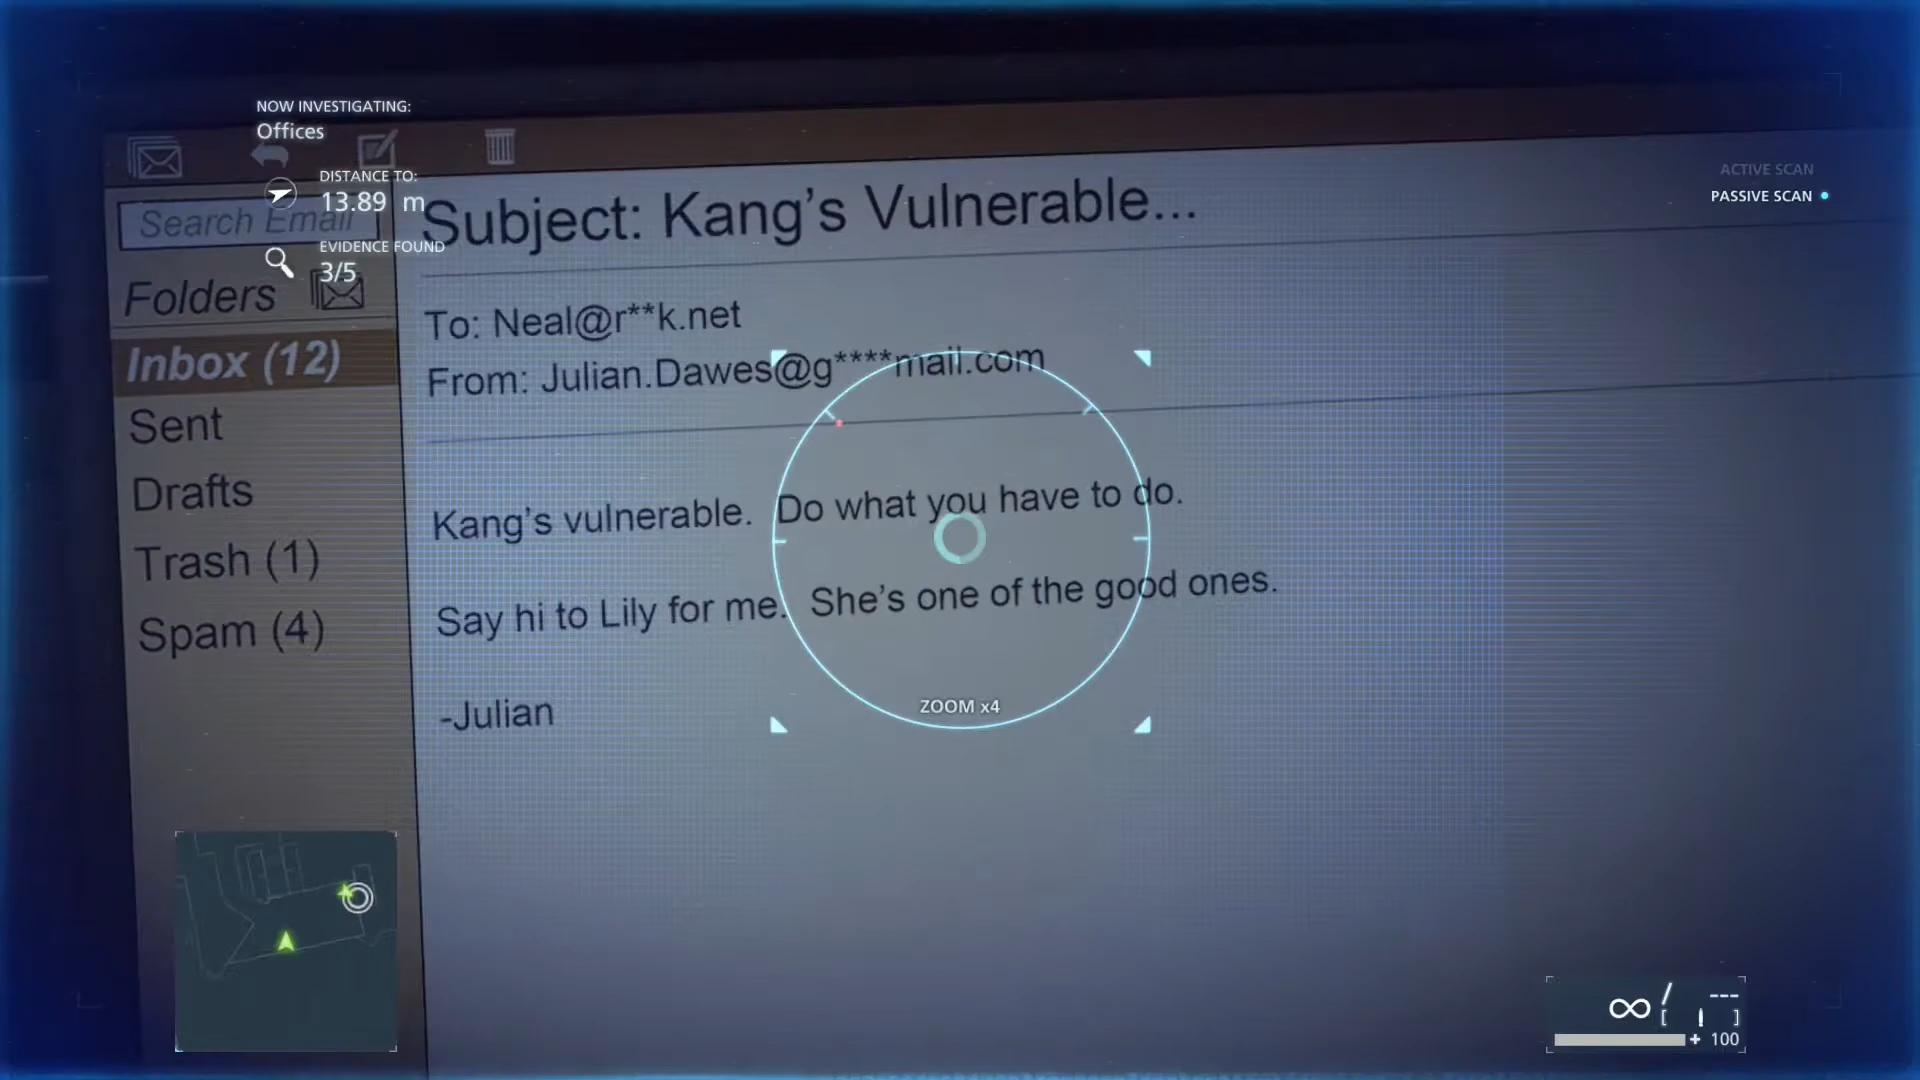 NOW INVESTIGATING:
Offices
DISTANCE TO:
13.89 m
EVIDENCE FOUND
3/5
ACTIVE SCAN
PASSIVE SCAN
Search Email
Folders
Inbox (12)
Sent
Drafts
Trash (1)
Spam (4)
Subject: Kang's Vulnerable...
To: Neal@r**k.net
From: Julian.Dawes@g****mail.com
Kang's vulnerable. Do what you have to do.
Say hi to Lily for me. She's one of the good ones.
-Julian
ZOOM x4
∞ / ---
+ 100